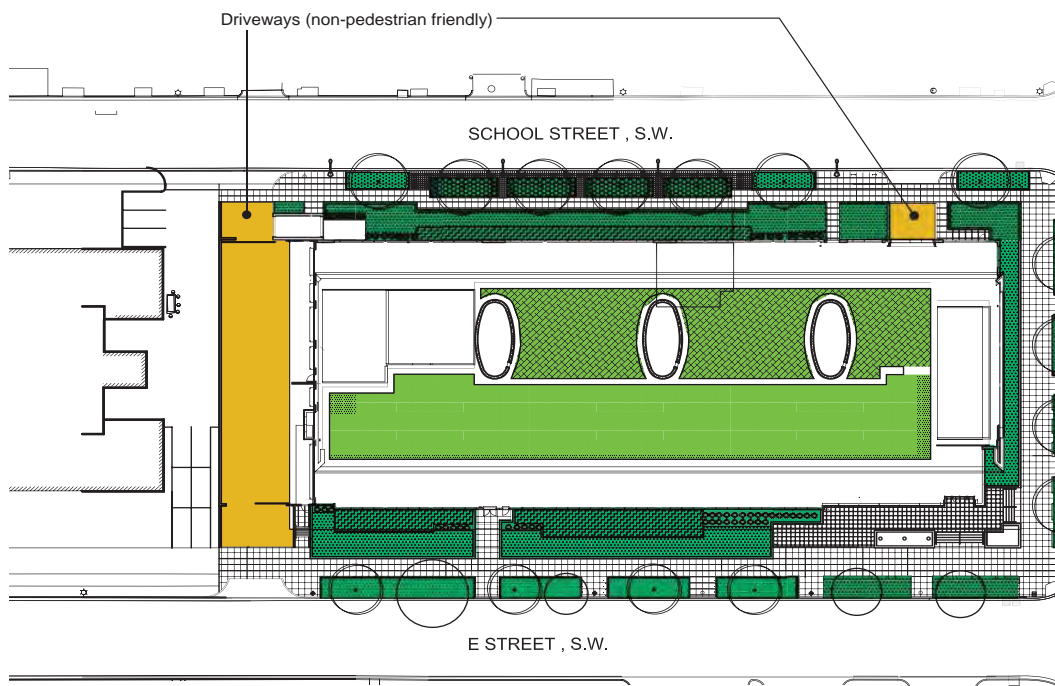 Driveways (non-pedestrian friendly)
SCHOOL STREET , S.W.
E STREET , S.W.